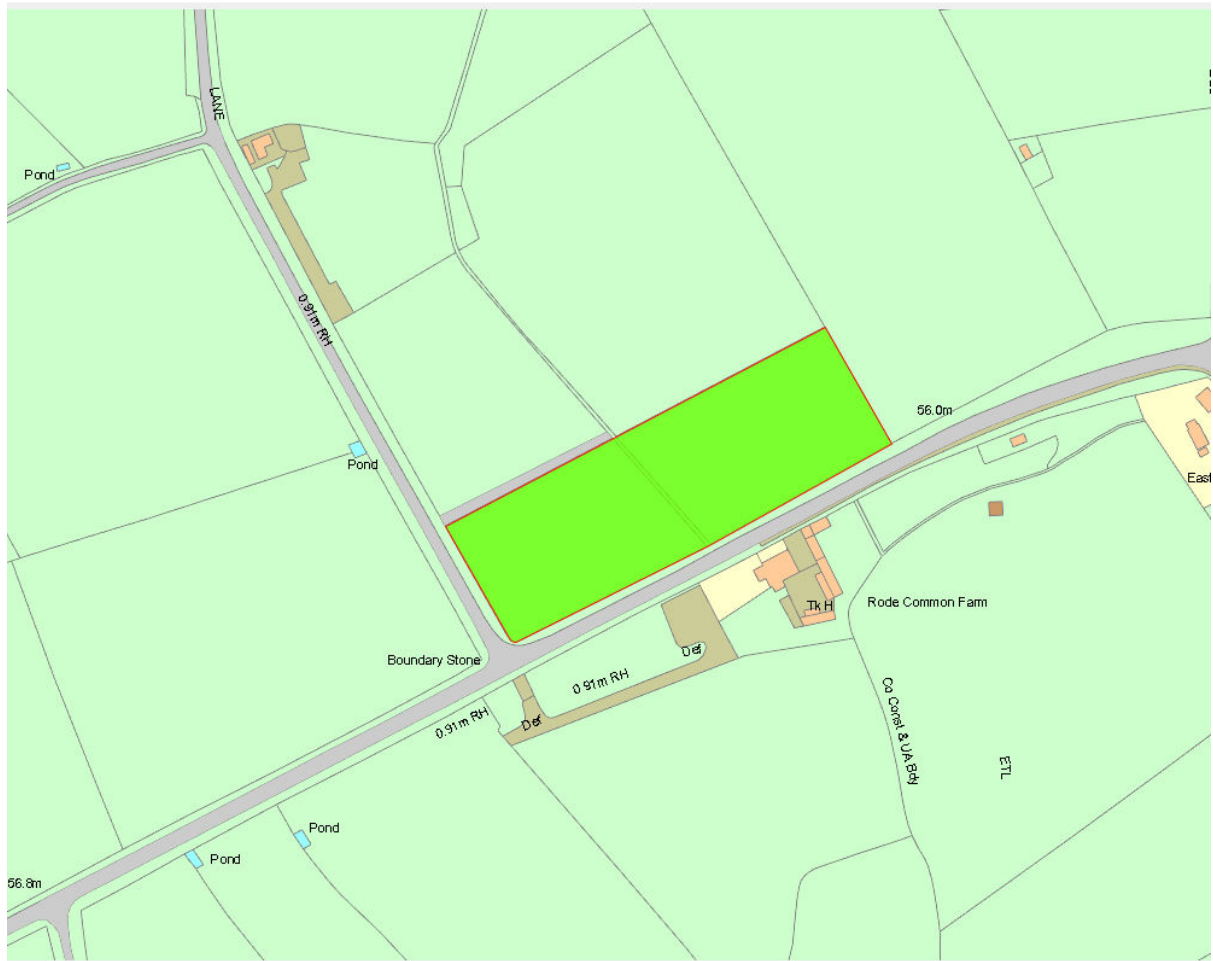 LANE
Pond
0.91m RH
56.0m
Pond
East
Tk H
Rode Common Farm
Boundary Stone
Def
0.91m RH
0.91m RH
Def
Co Const & UA Bdy
ETL
Pond
Pond
56.8m